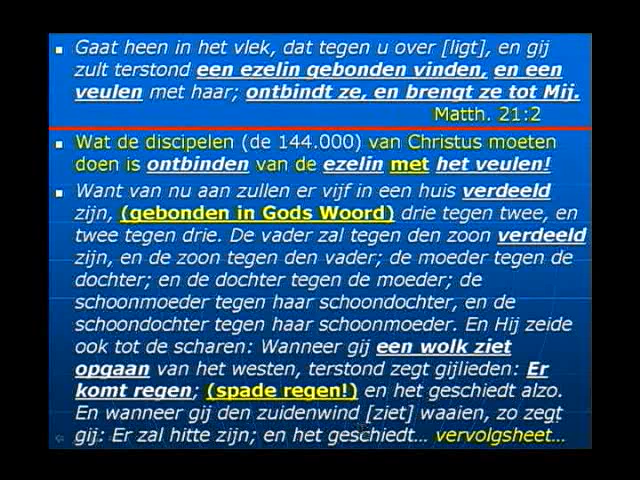 Gaat heen in het vlek, dat tegen u over [ligt], en gij
zult terstond een ezelin gebonden vinden, en een
veulen met haar; ontbindt ze, en brengt ze tot Mij.
Matth. 21:2
Wat de discipelen (de 144.000) van Christus moeten
doen is ontbinden van de ezelin met het veulen!
Want van nu aan zullen er vijf in een huis verdeeld
zijn, (gebonden in Gods Woord) drie tegen twee, en
twee tegen drie. De vader zal tegen den zoon verdeeld
zijn, en de zoon tegen den vader; de moeder tegen de
dochter; en de dochter tegen de moeder; de
schoonmoeder tegen haar schoondochter, en de
schoondochter tegen haar schoonmoeder. En Hij zeide
ook tot de scharen: Wanneer gij een wolk ziet
opgaan van het westen, terstond zegt gijlieden: Er
komt regen; (spade regen!) en het geschiedt alzo.
En wanneer gij den zuidenwind [ziet] waaien, zo zegt
gij: Er zal hitte zijn; en het geschiedt... vervolgsheet...